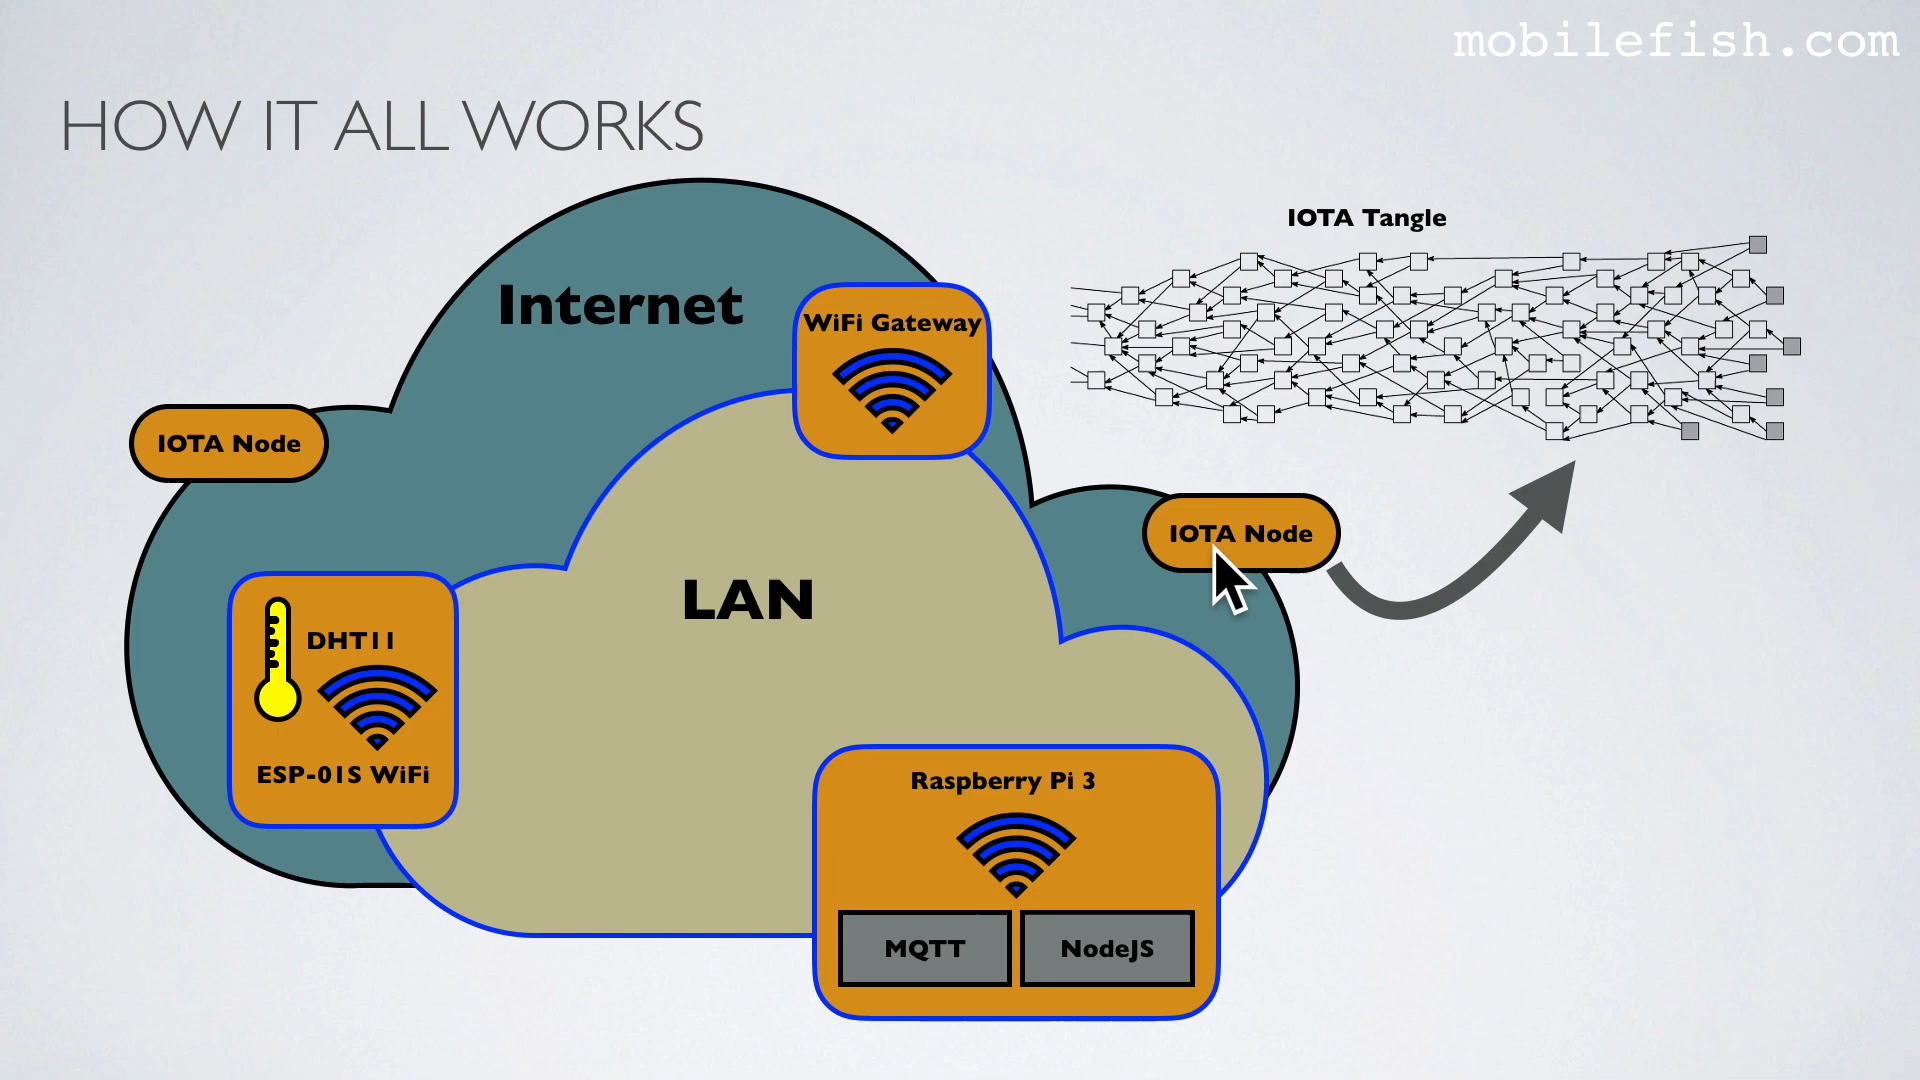 mobilefish.com
HOW IT ALL WORKS
IOTA Tangle
Internet
WiFi Gateway
IOTA Node
IOTA Node
LAN
DHT11
ESP-01S WiFi
Raspberry Pi 3
MQTT
NodeJS